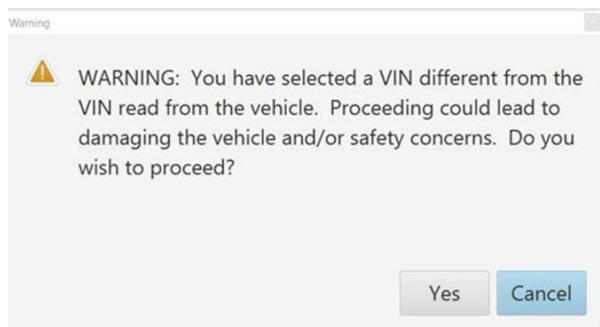 Warning
WARNING: You have selected a VIN different from the
VIN read from the vehicle. Proceeding could lead to
damaging the vehicle and/or safety concerns. Do you
wish to proceed?
Yes
Cancel